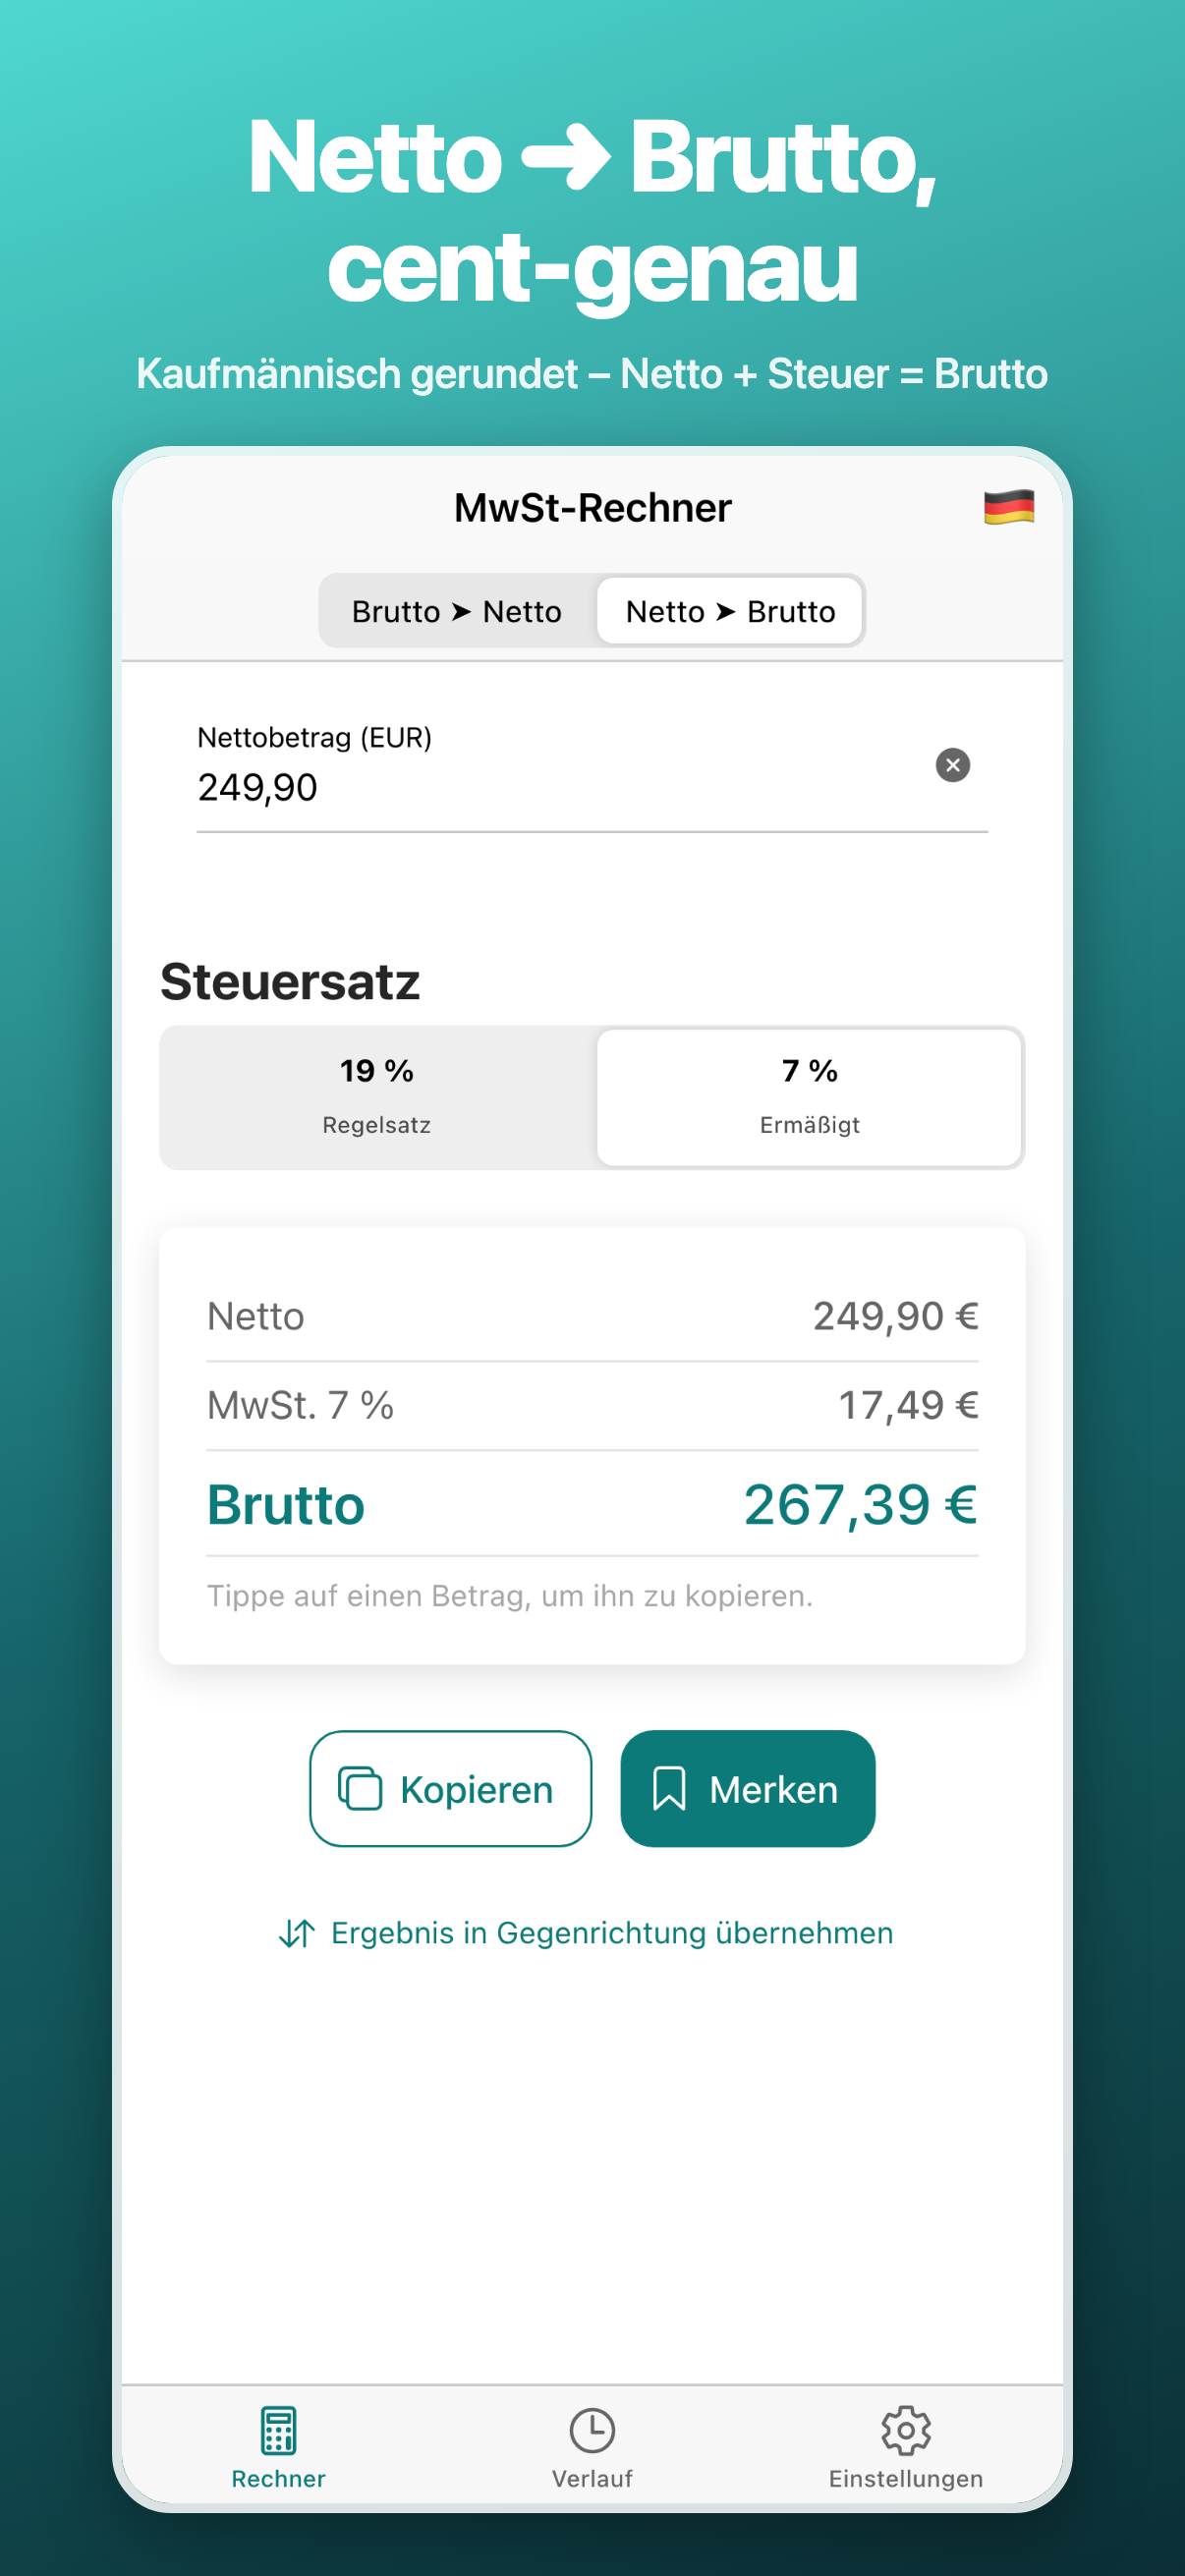 Netto ➜ Brutto,
cent-genau
Kaufmännisch gerundet – Netto + Steuer = Brutto
MwSt-Rechner
Brutto ➤ Netto
Netto ➤ Brutto
Nettobetrag (EUR)
249,90
Steuersatz
19 %
Regelsatz
7 %
Ermäßigt
Netto 249,90 €
MwSt. 7 % 17,49 €
Brutto 267,39 €
Tippe auf einen Betrag, um ihn zu kopieren.
Kopieren
Merken
Ergebnis in Gegenrichtung übernehmen
Rechner
Verlauf
Einstellungen